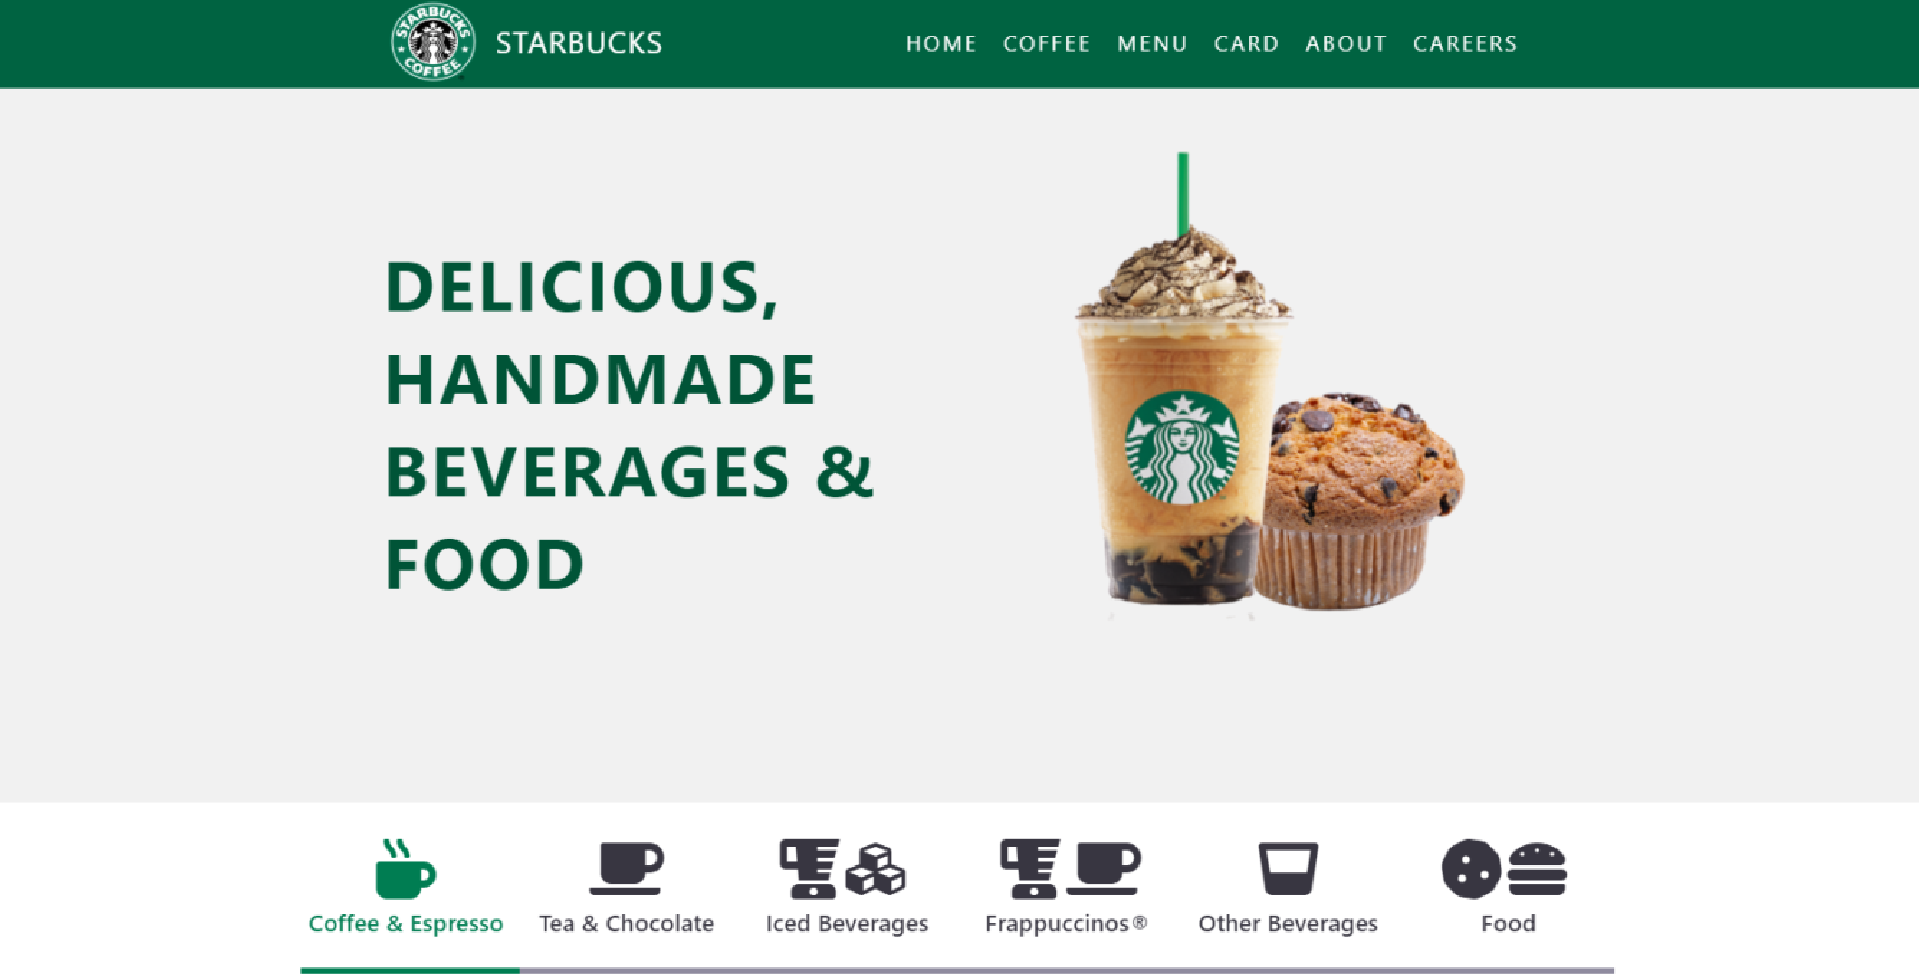 STARBUCKS COFFEE
STARBUCKS
HOME COFFEE MENU CARD ABOUT CAREERS
DELICIOUS,
HANDMADE
BEVERAGES &
FOOD
Coffee & Espresso Tea & Chocolate Iced Beverages Frappuccinos® Other Beverages Food